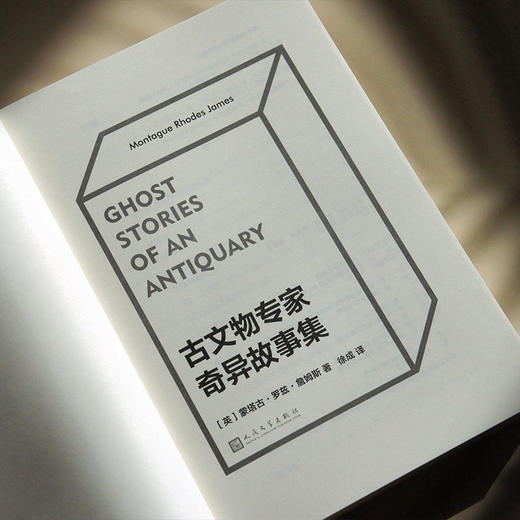 Montague Rhodes James
GHOST
STORIES
OF AN
ANTIQUARY
古文物专家
奇异故事集
[英] 蒙塔古·罗兹·詹姆斯 著 徐成 译
人民文学出版社